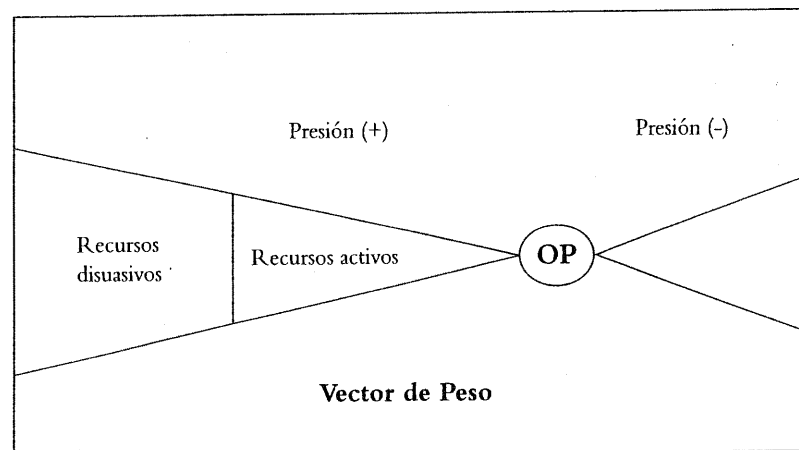 Presión (+)
Presión (-)
Recursos
disuasivos
Recursos activos
OP
Vector de Peso